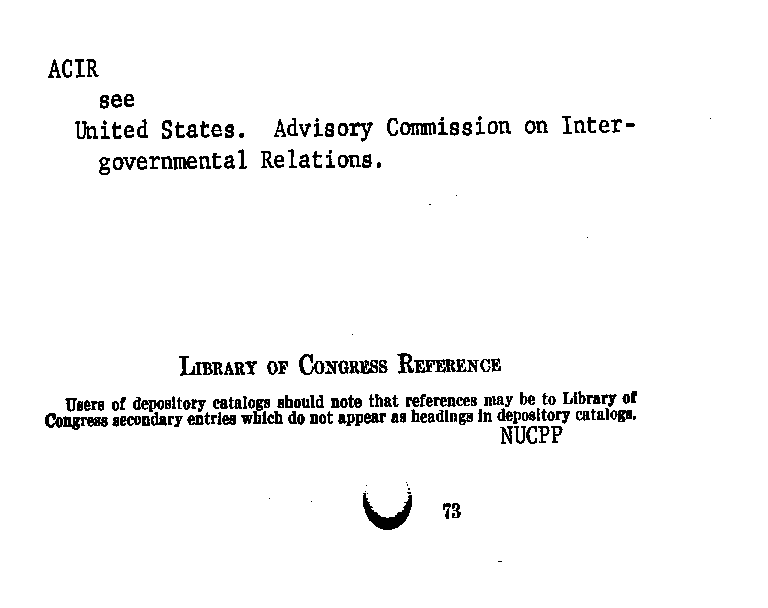 ACIR
see
United States. Advisory Commission on Inter-
governmental Relations.
LIBRARY OF CONGRESS REFERENCE
Users of depository catalogs should note that references may be to Library of
Congress secondary entries which do not appear as headings in depository catalogs.
NUCPP
73